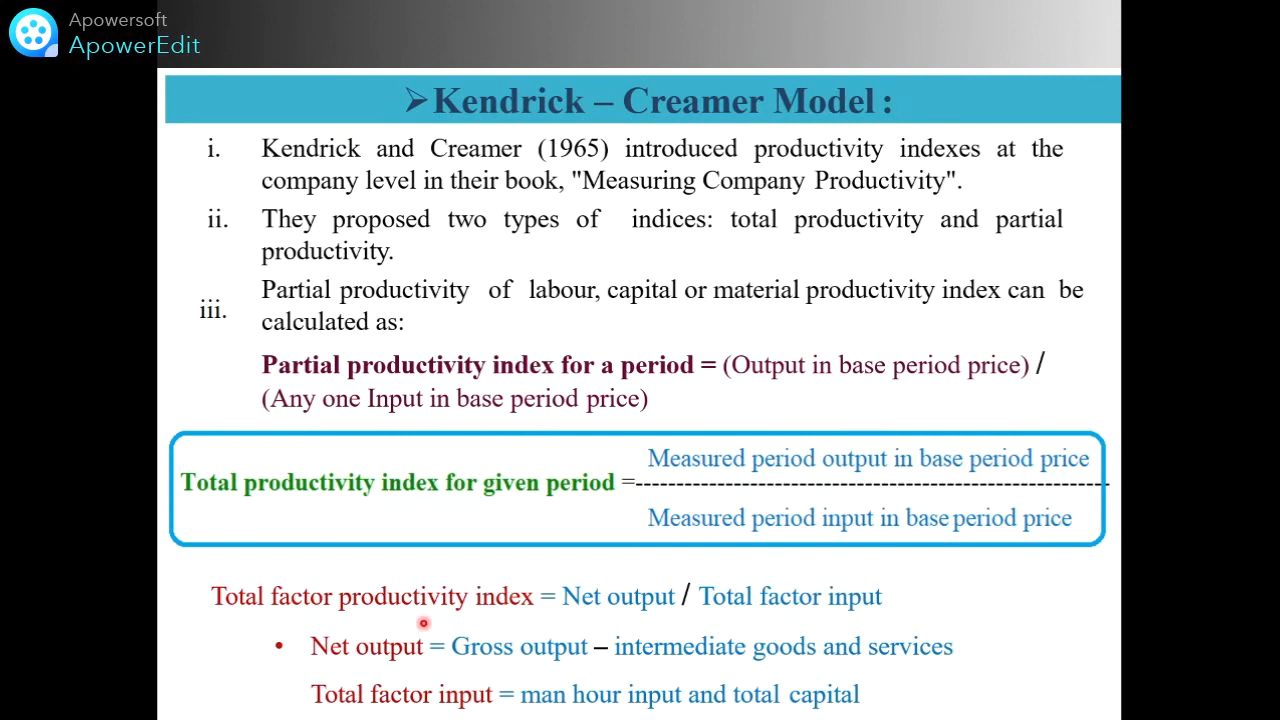 Apowersoft
ApowerEdit
➢Kendrick – Creamer Model :
i. Kendrick and Creamer (1965) introduced productivity indexes at the
company level in their book, "Measuring Company Productivity".
ii. They proposed two types of indices: total productivity and partial
productivity.
iii. Partial productivity of labour, capital or material productivity index can be
calculated as:
Partial productivity index for a period = (Output in base period price) /
(Any one Input in base period price)
Measured period output in base period price
Total productivity index for given period =----------------------------------------------------------
Measured period input in base period price
Total factor productivity index = Net output / Total factor input
• Net output = Gross output – intermediate goods and services
Total factor input = man hour input and total capital